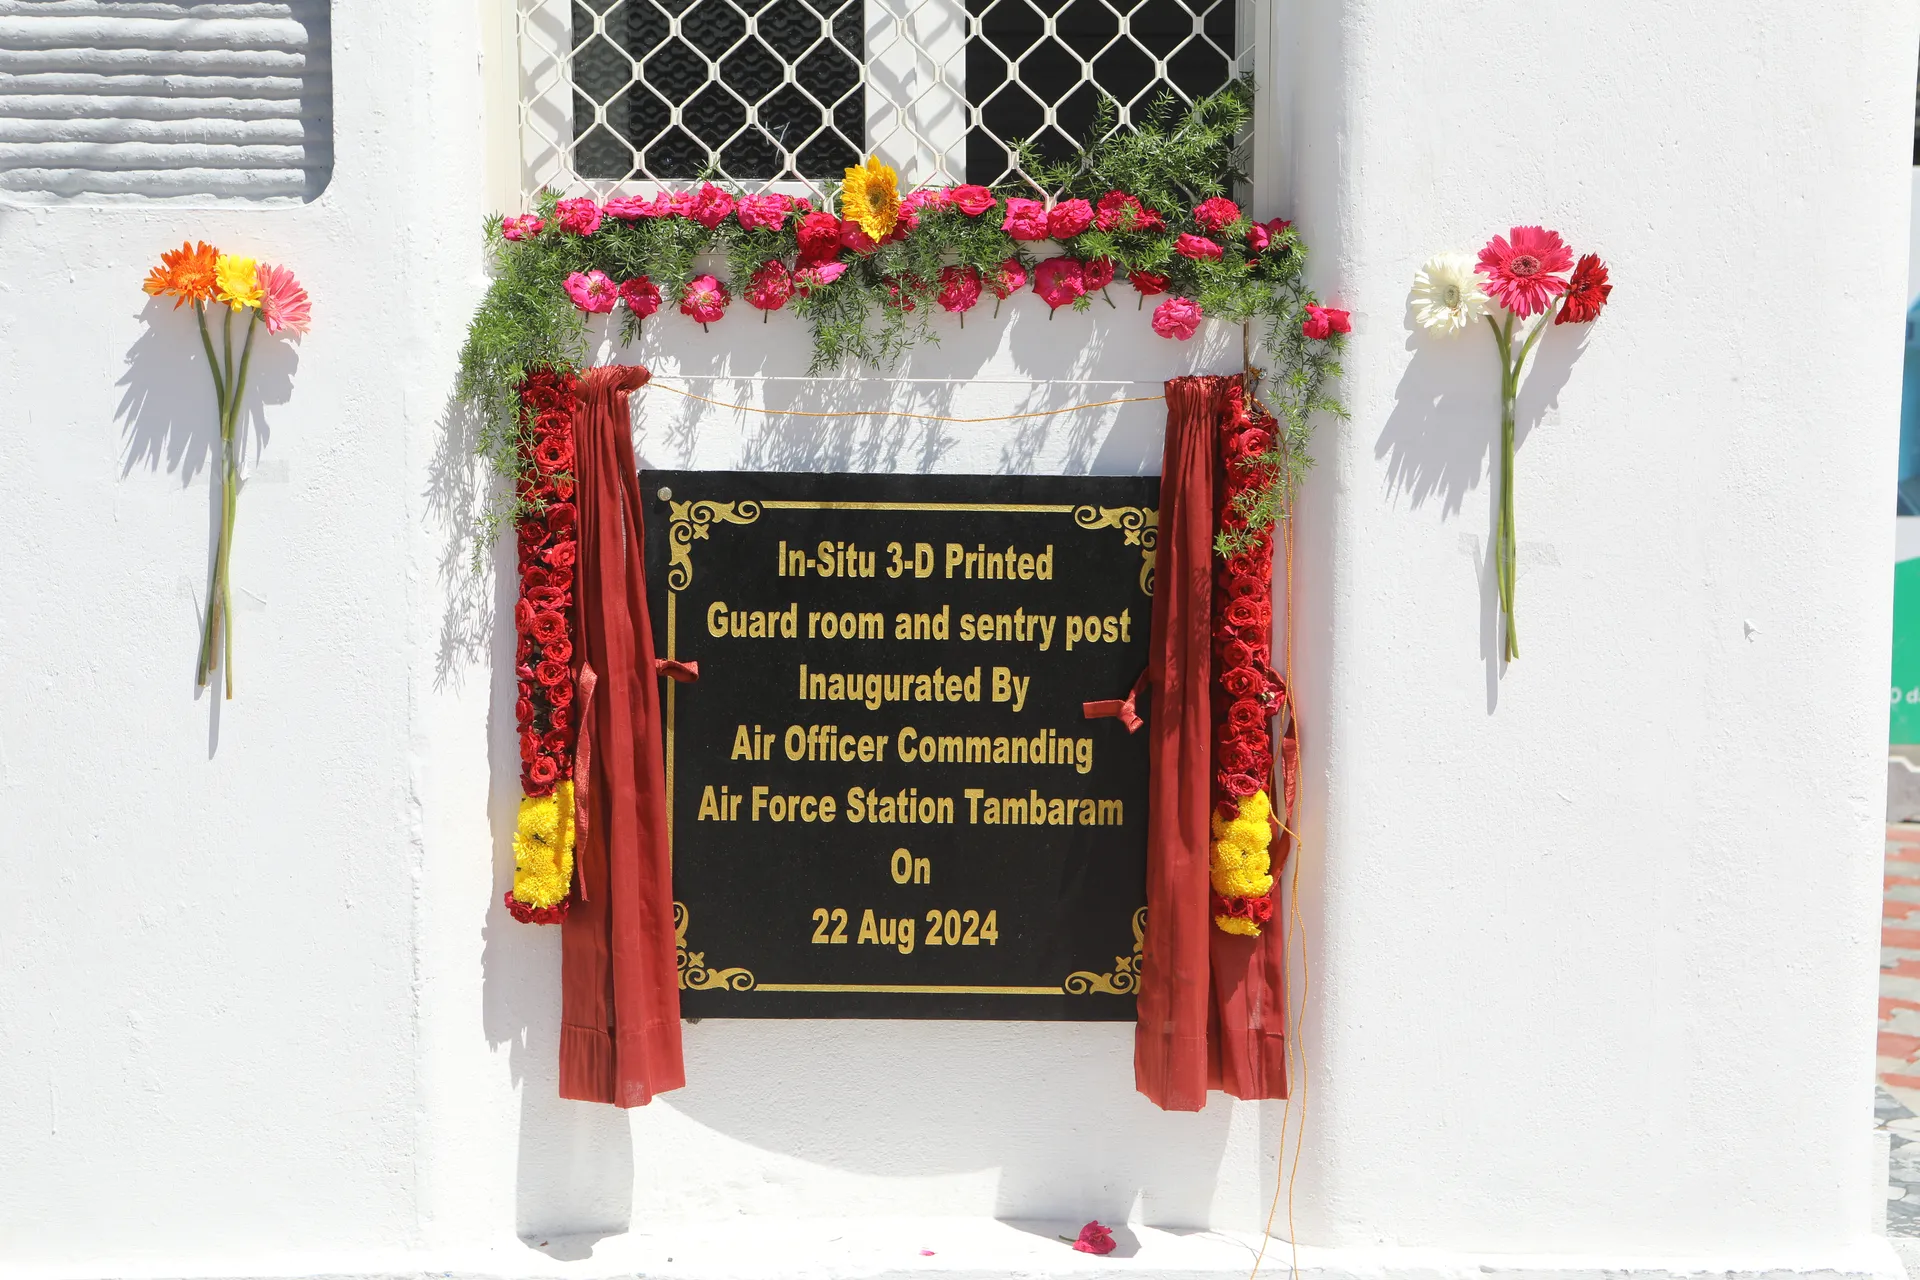 In-Situ 3-D Printed
Guard room and sentry post
Inaugurated By
Air Officer Commanding
Air Force Station Tambaram
On
22 Aug 2024